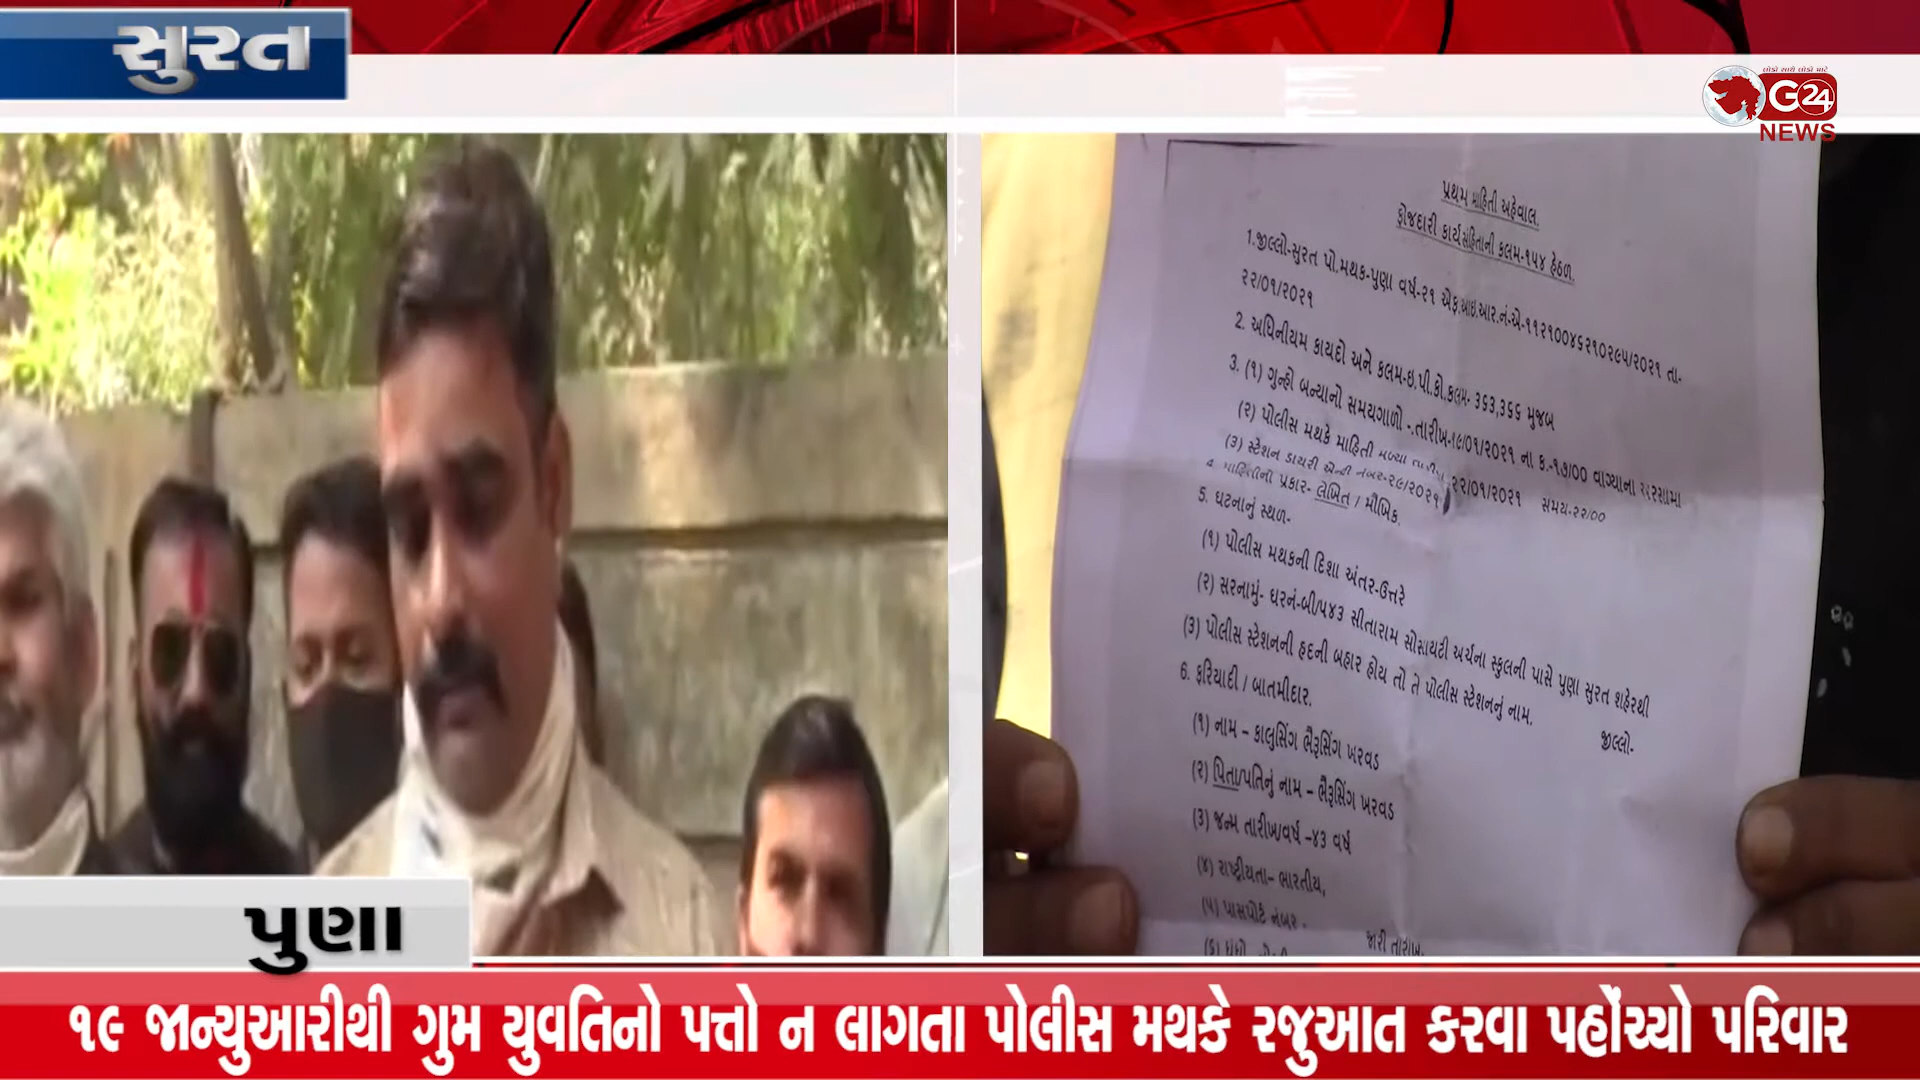 સુરત
લોકો સાથે લોકો માટે
G24
NEWS
પ્રથમ માહિતી અહેવાલ.
ફોજદારી કાર્યસંહિતાની કલમ-૧૫૪ હેઠળ.
1.જીલ્લો-સુરત પો.મથક-પુણા વર્ષ-૨૧ એફ.આઇ.આર.નં-એ-૧૧૨૧૦૦૪૬૨૧૦૨૯૫/૨૦૨૧ તા-
૨૨/૦૧/૨૦૨૧
2. અધિનીયમ કાયદો અને કલમ-ઇ.પી.કો.કલમ- ૩૬૩,૩૬૬ મુજબ
3. (૧) ગુન્હો બન્યાનો સમયગાળો -.તારીખ-૧૯/૦૧/૨૦૨૧ ના ક.-૧૭/૦૦ વાગ્યાના અરસામા
(૨) પોલીસ મથકે માહિતી મળ્યા તારીખ ૨૨/૦૧/૨૦૨૧ સમય-૨૨/૦૦
(૩) સ્ટેશન ડાયરી એન્ટ્રી નંબર-૨૯/૨૦૨૧
4. માહિતીનો પ્રકાર- લેખિત / મૌખિક.
5. ઘટનાનું સ્થળ-
(૧) પોલીસ મથકની દિશા અંતર-ઉત્તરે
(૨) સરનામું- ઘરનં-બી/૫૪૩ સીતારામ સોસાયટી અર્ચના સ્કુલની પાસે પુણા સુરત શહેરથી
(૩) પોલીસ સ્ટેશનની હદની બહાર હોય તો તે પોલીસ સ્ટેશનનું નામ. જીલ્લો-
6. ફરિયાદી / બાતમીદાર.
(૧) નામ – કાલુસિંગ ભૈરૂસિંગ ખરવડ
(૨) પિતા/પતિનું નામ – ભૈરૂસિંગ ખરવડ
(૩) જન્મ તારીખ/વર્ષ –૪૩ વર્ષ
(૪) રાષ્ટ્રીયતા– ભારતીય,
(૫) પાસપોર્ટ નંબર - જારી તારીખ-
(૬) ધંધો
પુણા
૧૯ જાન્યુઆરીથી ગુમ યુવતિનો પત્તો ન લાગતા પોલીસ મથકે રજુઆત કરવા પહોંચ્યો પરિવાર